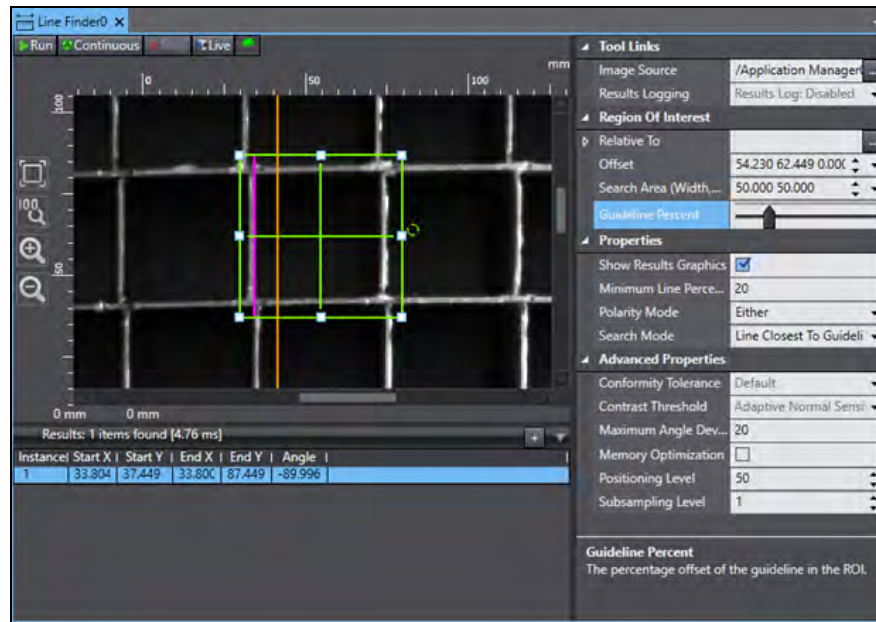 Line Finder0 ×
Run Continuous Live
mm
0 50 100
100
50
100
0 mm 0 mm
Results: 1 items found [4.76 ms]
Instance Start X Start Y End X End Y Angle
1 33.804 37.449 33.800 87.449 -89.996
Tool Links
Image Source /Application Manager ...
Results Logging Results Log: Disabled
Region Of Interest
Relative To ...
Offset 54.230 62.449 0.000
Search Area (Width,... 50.000 50.000
Guideline Percent
Properties
Show Results Graphics
Minimum Line Perce... 20
Polarity Mode Either
Search Mode Line Closest To Guideli
Advanced Properties
Conformity Tolerance Default
Contrast Threshold Adaptive Normal Sensi
Maximum Angle Dev... 20
Memory Optimization
Positioning Level 50
Subsampling Level 1
Guideline Percent
The percentage offset of the guideline in the ROI.